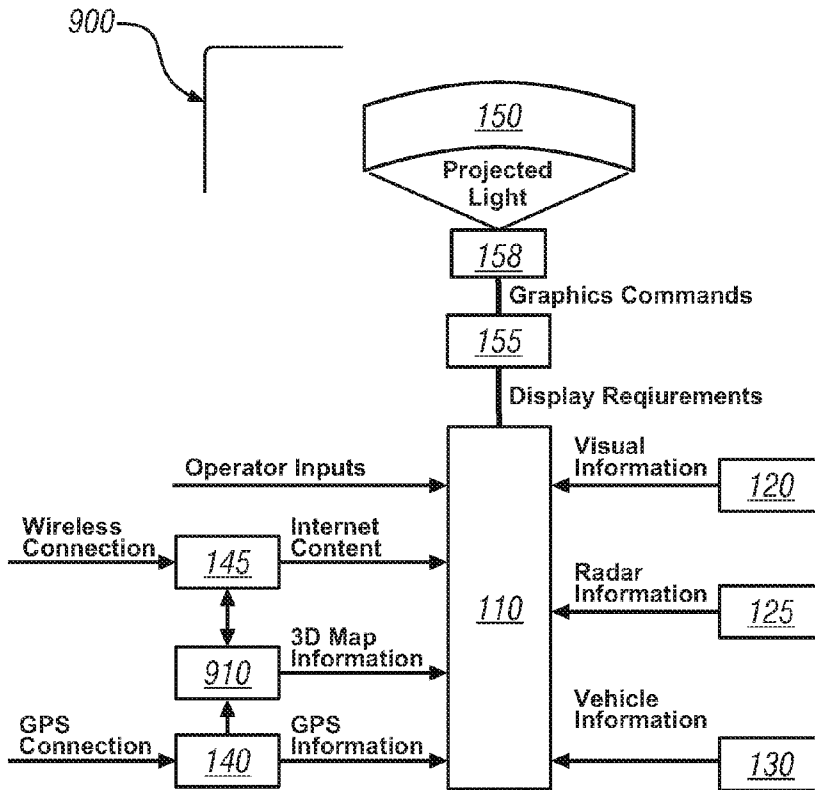 900
150
Projected
Light
158
Graphics Commands
155
Display Reqiurements
Operator Inputs
Visual
Information
120
Wireless
Connection
145
Internet
Content
110
Radar
Information
125
910
3D Map
Information
GPS
Connection
140
GPS
Information
Vehicle
Information
130